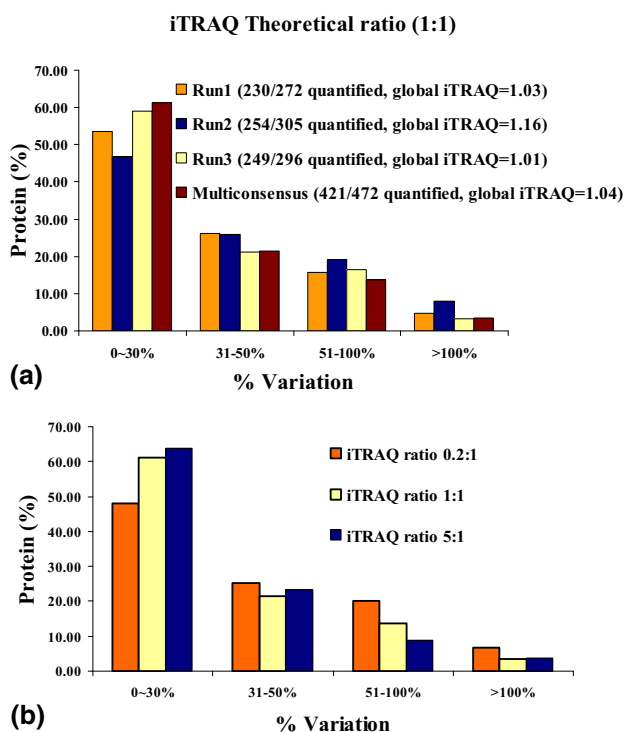 iTRAQ Theoretical ratio (1:1)
70.00
60.00
50.00
40.00
30.00
20.00
10.00
0.00
Protein (%)
Run1 (230/272 quantified, global iTRAQ=1.03)
Run2 (254/305 quantified, global iTRAQ=1.16)
Run3 (249/296 quantified, global iTRAQ=1.01)
Multiconsensus (421/472 quantified, global iTRAQ=1.04)
0~30% 31-50% 51-100% >100%
(a)
% Variation
70.00
60.00
50.00
40.00
30.00
20.00
10.00
0.00
Protein (%)
iTRAQ ratio 0.2:1
iTRAQ ratio 1:1
iTRAQ ratio 5:1
0~30% 31-50% 51-100% >100%
(b)
% Variation